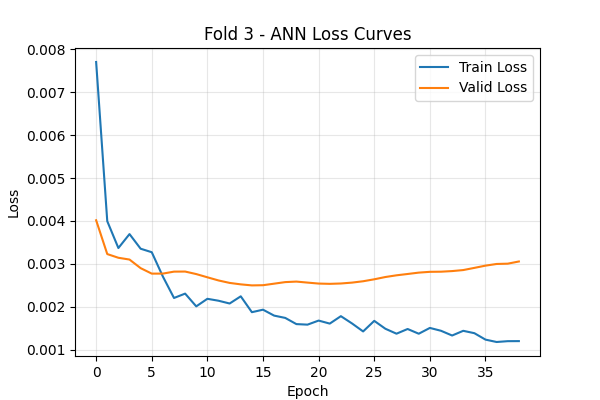 Fold 3 - ANN Loss Curves
Train Loss
Valid Loss
0.008
0.007
0.006
0.005
0.004
0.003
0.002
0.001
Loss
0 5 10 15 20 25 30 35
Epoch